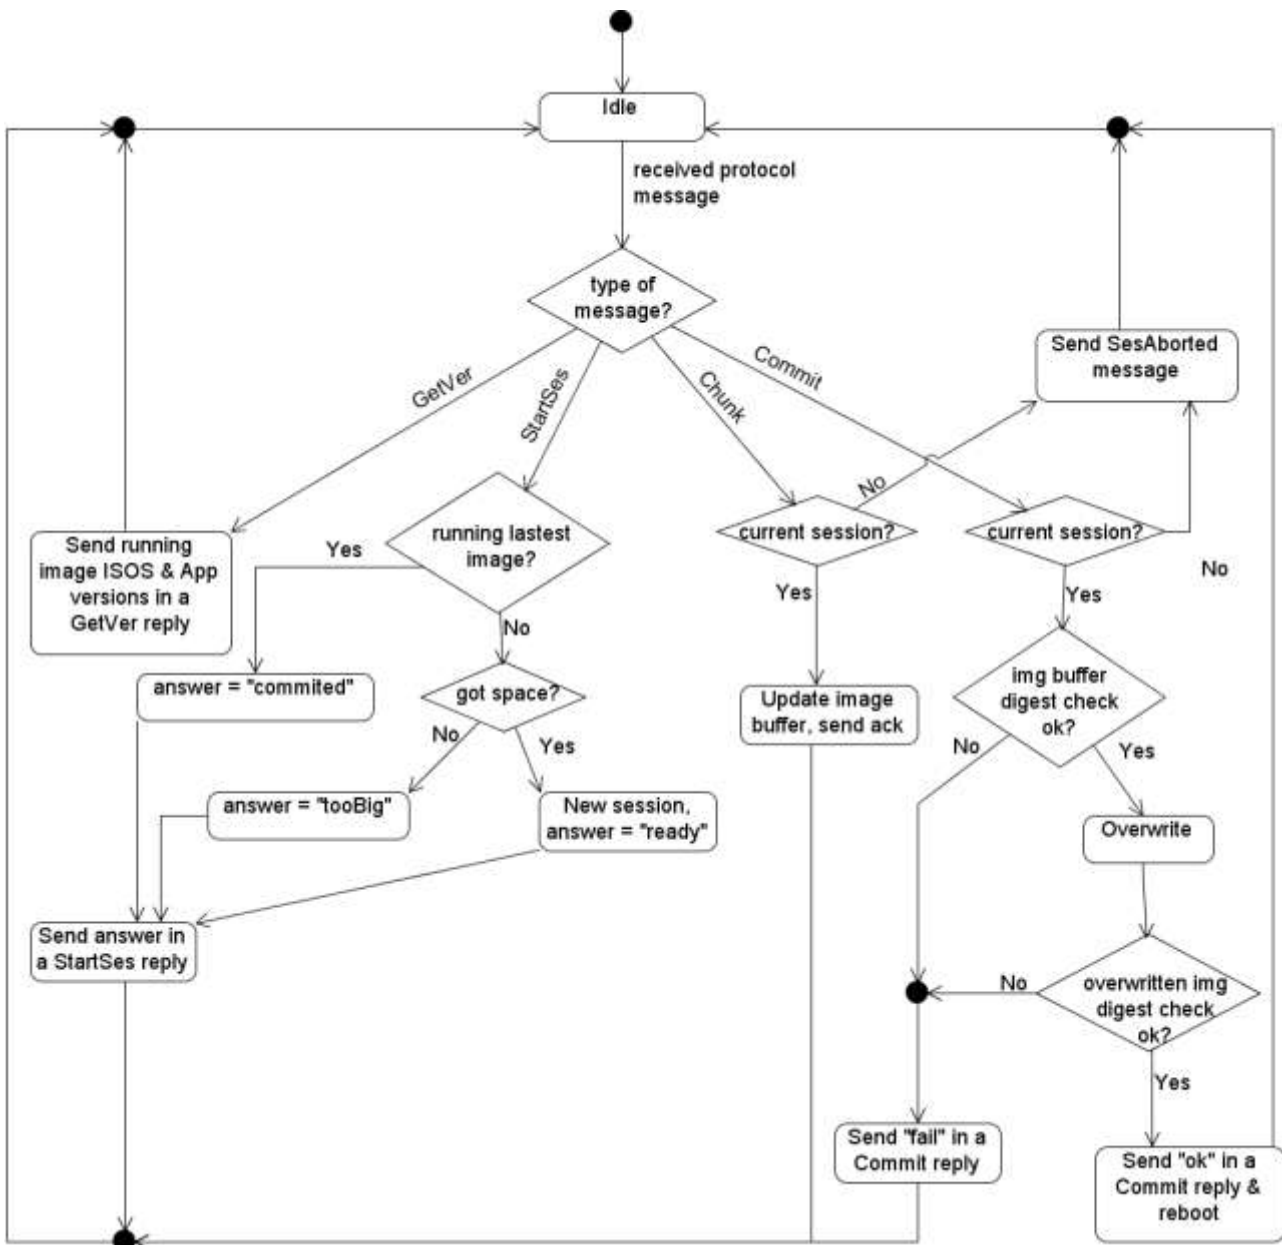 Idle
received protocol
message
type of
message?
GetVer
StartSes
Chunk
Commit
Send SesAborted
message
Send running
image ISOS & App
versions in a
GetVer reply
Yes
running lastest
image?
No
No
current session?
Yes
current session?
No
Yes
answer = "commited"
got space?
No
Yes
Update image
buffer, send ack
img buffer
digest check
ok?
No
Yes
answer = "tooBig"
New session,
answer = "ready"
Overwrite
Send answer in
a StartSes reply
No
overwritten img
digest check
ok?
Yes
Send "fail" in a
Commit reply
Send "ok" in a
Commit reply &
reboot